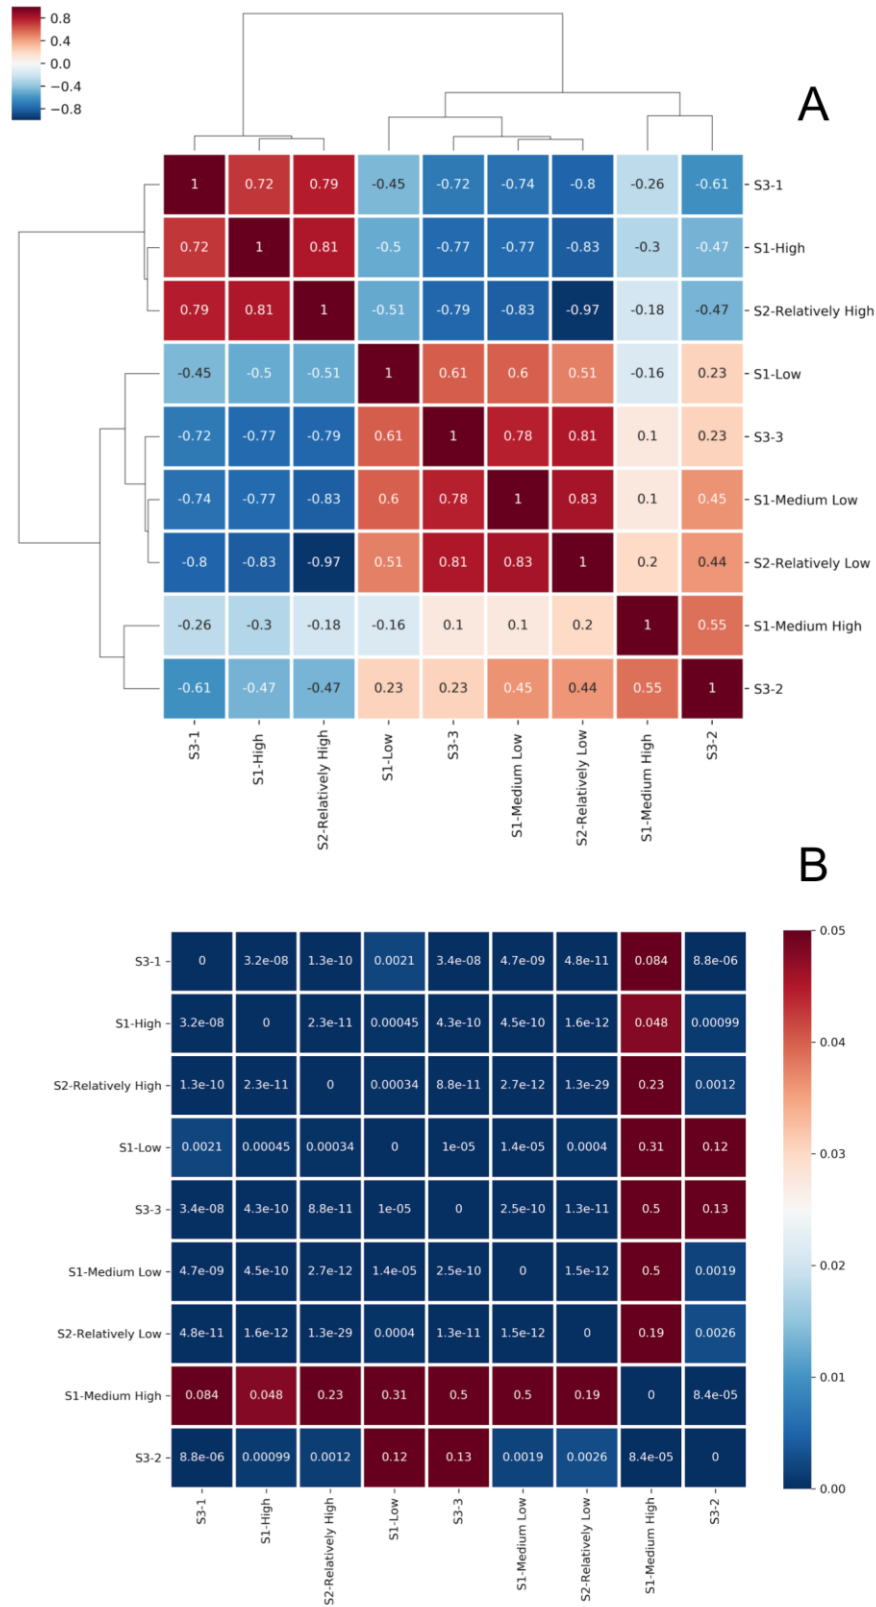 0.8
0.4
0.0
−0.4
−0.8
A
1 0.72 0.79 -0.45 -0.72 -0.74 -0.8 -0.26 -0.61 S3-1
0.72 1 0.81 -0.5 -0.77 -0.77 -0.83 -0.3 -0.47 S1-High
0.79 0.81 1 -0.51 -0.79 -0.83 -0.97 -0.18 -0.47 S2-Relatively High
-0.45 -0.5 -0.51 1 0.61 0.6 0.51 -0.16 0.23 S1-Low
-0.72 -0.77 -0.79 0.61 1 0.78 0.81 0.1 0.23 S3-3
-0.74 -0.77 -0.83 0.6 0.78 1 0.83 0.1 0.45 S1-Medium Low
-0.8 -0.83 -0.97 0.51 0.81 0.83 1 0.2 0.44 S2-Relatively Low
-0.26 -0.3 -0.18 -0.16 0.1 0.1 0.2 1 0.55 S1-Medium High
-0.61 -0.47 -0.47 0.23 0.23 0.45 0.44 0.55 1 S3-2
S3-1
S1-High
S2-Relatively High
S1-Low
S3-3
S1-Medium Low
S2-Relatively Low
S1-Medium High
S3-2
B
S3-1 0 3.2e-08 1.3e-10 0.0021 3.4e-08 4.7e-09 4.8e-11 0.084 8.8e-06
S1-High 3.2e-08 0 2.3e-11 0.00045 4.3e-10 4.5e-10 1.6e-12 0.048 0.00099
S2-Relatively High 1.3e-10 2.3e-11 0 0.00034 8.8e-11 2.7e-12 1.3e-29 0.23 0.0012
S1-Low 0.0021 0.00045 0.00034 0 1e-05 1.4e-05 0.0004 0.31 0.12
S3-3 3.4e-08 4.3e-10 8.8e-11 1e-05 0 2.5e-10 1.3e-11 0.5 0.13
S1-Medium Low 4.7e-09 4.5e-10 2.7e-12 1.4e-05 2.5e-10 0 1.5e-12 0.5 0.0019
S2-Relatively Low 4.8e-11 1.6e-12 1.3e-29 0.0004 1.3e-11 1.5e-12 0 0.19 0.0026
S1-Medium High 0.084 0.048 0.23 0.31 0.5 0.5 0.19 0 8.4e-05
S3-2 8.8e-06 0.00099 0.0012 0.12 0.13 0.0019 0.0026 8.4e-05 0
S3-1
S1-High
S2-Relatively High
S1-Low
S3-3
S1-Medium Low
S2-Relatively Low
S1-Medium High
S3-2
0.05
0.04
0.03
0.02
0.01
0.00